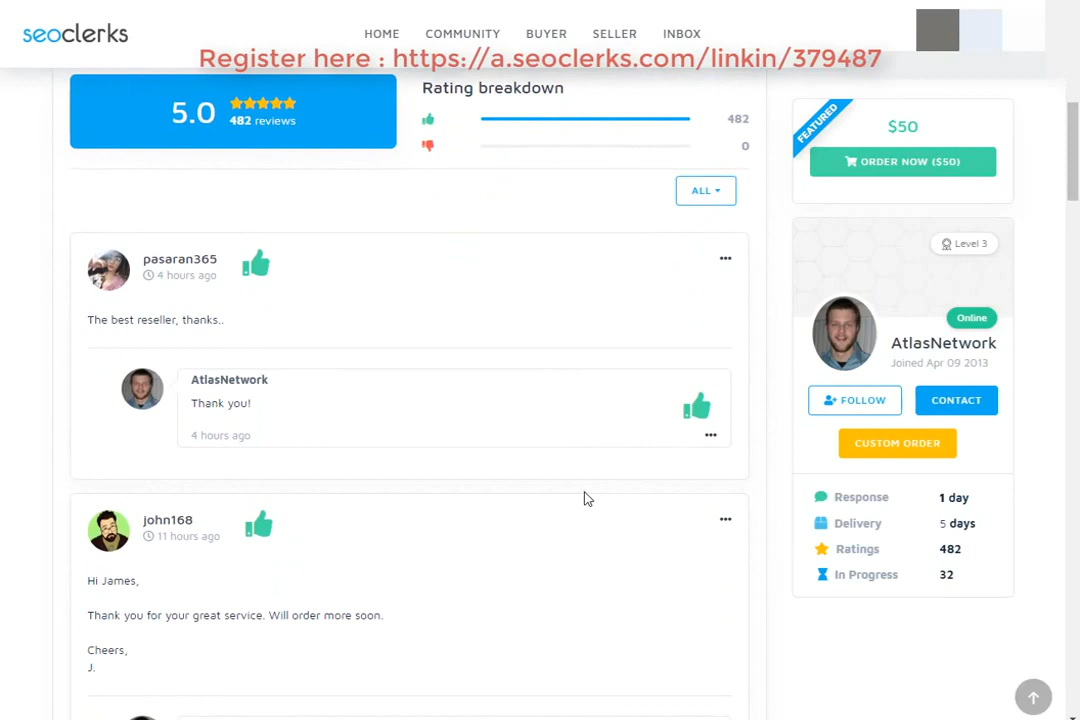 seoclerks
HOME COMMUNITY BUYER SELLER INBOX
Register here : https://a.seoclerks.com/linkin/379487
5.0
482 reviews
Rating breakdown
482
0
ALL
pasaran365
4 hours ago
The best reseller, thanks..
AtlasNetwork
Thank you!
4 hours ago
john168
11 hours ago
Hi James,
Thank you for your great service. Will order more soon.
Cheers,
J.
FEATURED
$50
ORDER NOW ($50)
Level 3
Online
AtlasNetwork
Joined Apr 09 2013
FOLLOW CONTACT
CUSTOM ORDER
Response 1 day
Delivery 5 days
Ratings 482
In Progress 32